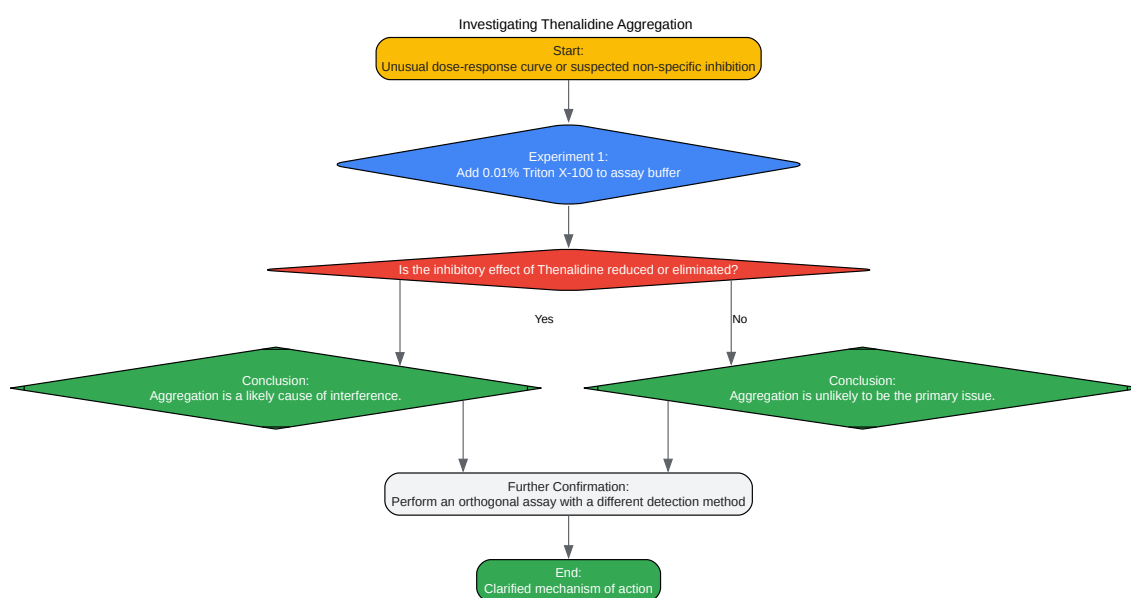 Investigating Thenalidine Aggregation
Start:
Unusual dose-response curve or suspected non-specific inhibition
Experiment 1:
Add 0.01% Triton X-100 to assay buffer
Is the inhibitory effect of Thenalidine reduced or eliminated?
Yes
No
Conclusion:
Aggregation is a likely cause of interference.
Conclusion:
Aggregation is unlikely to be the primary issue.
Further Confirmation:
Perform an orthogonal assay with a different detection method
End:
Clarified mechanism of action